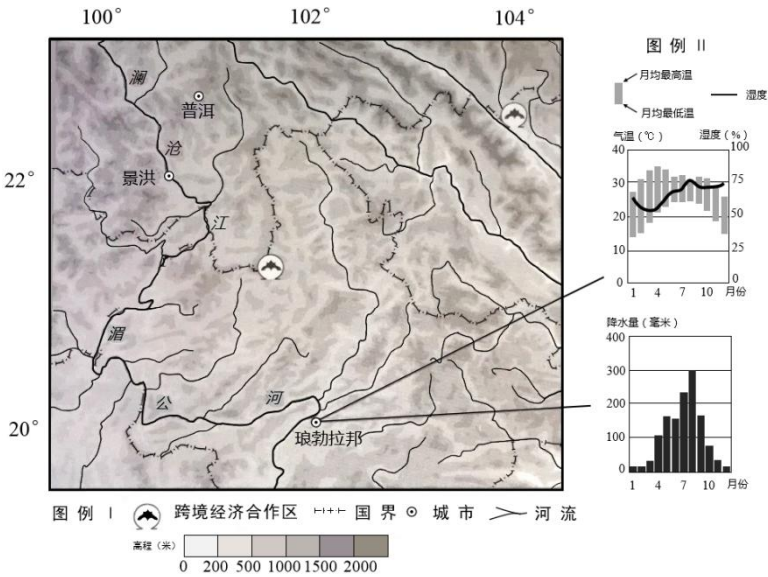 100° 102° 104°
图例 II
月均最高温
月均最低温
湿度
澜
普洱
沧
景洪
江
22°
湄
公
河
20°
琅勃拉邦
气温(℃) 湿度(%)
40 100
30 75
20 50
10 25
0 0
1 4 7 10 月份
降水量(毫米)
400
300
200
100
0
1 4 7 10 月份
图例 I 跨境经济合作区 国界 城市 河流
高程(米)
0 200 500 1000 1500 2000